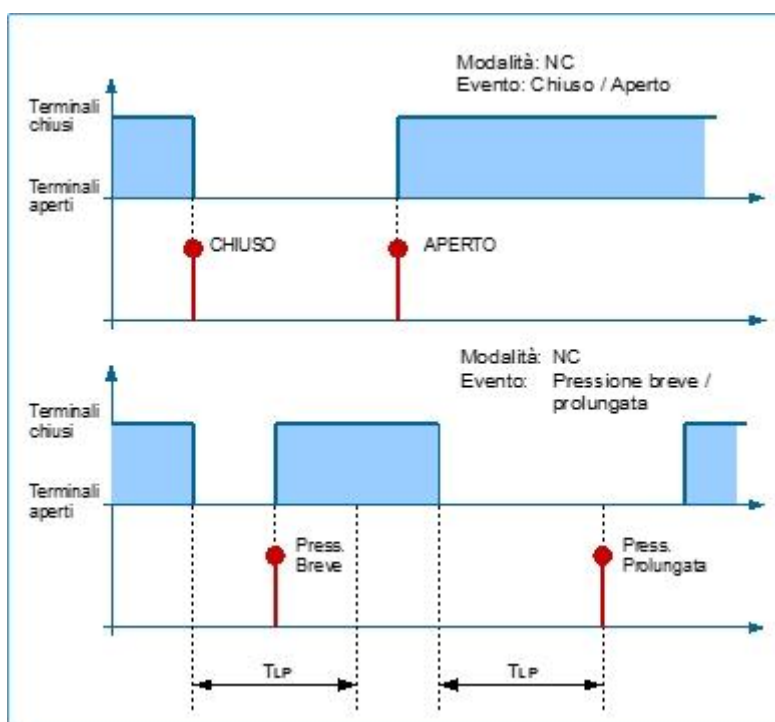 Modalità: NC
Evento: Chiuso / Aperto
Terminali
chiusi
Terminali
aperti
CHIUSO
APERTO
Modalità: NC
Evento: Pressione breve /
prolungata
Terminali
chiusi
Terminali
aperti
Press.
Breve
Press.
Prolungata
TLP
TLP